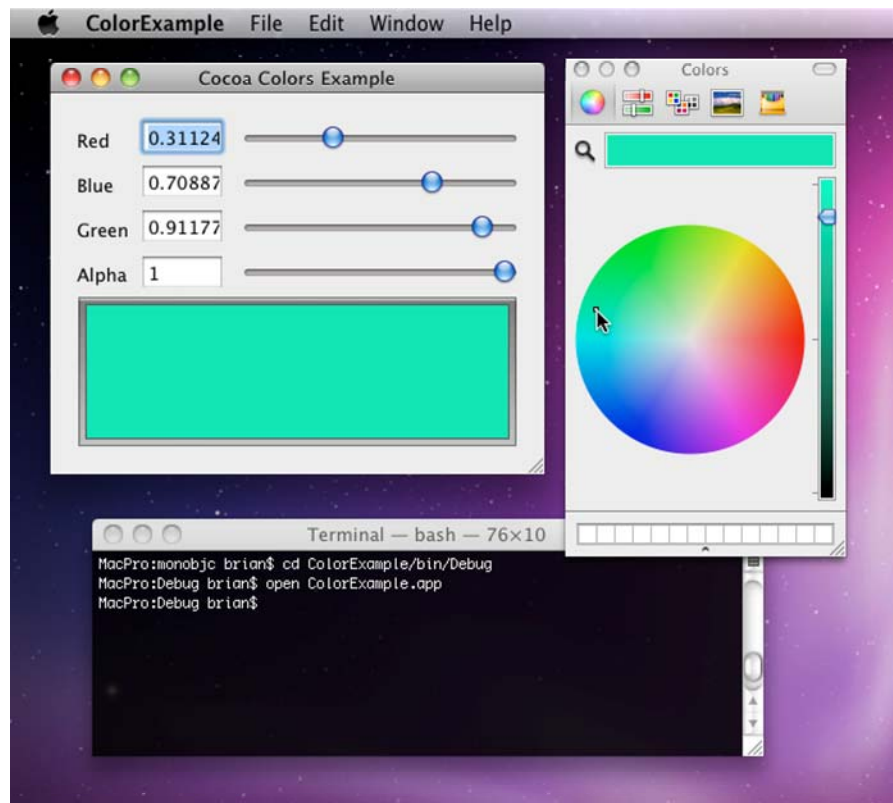 ColorExample File Edit Window Help
Cocoa Colors Example
Red 0.31124
Blue 0.70887
Green 0.91177
Alpha 1
Colors
Terminal — bash — 76×10
MacPro:monobjc brian$ cd ColorExample/bin/Debug
MacPro:Debug brian$ open ColorExample.app
MacPro:Debug brian$